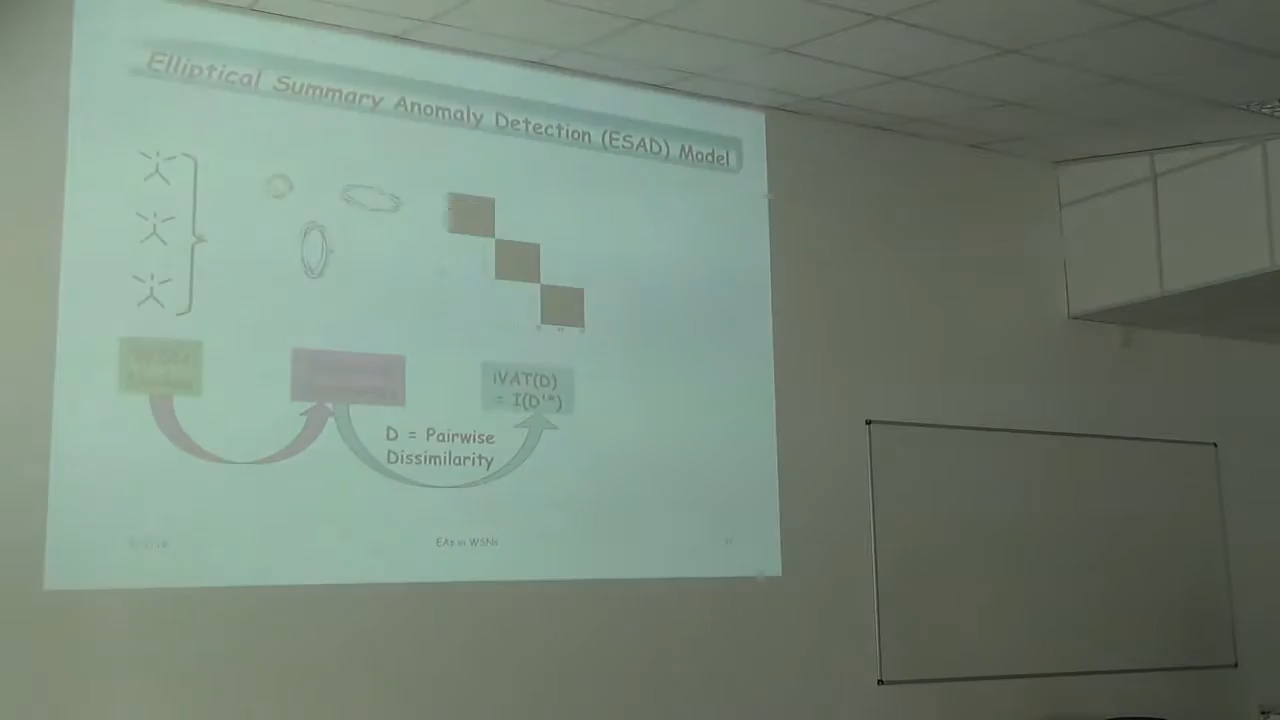 Elliptical Summary Anomaly Detection (ESAD) Model
iVAT(D)
= I(D'*)
D = Pairwise
Dissimilarity
EAs in WSNs